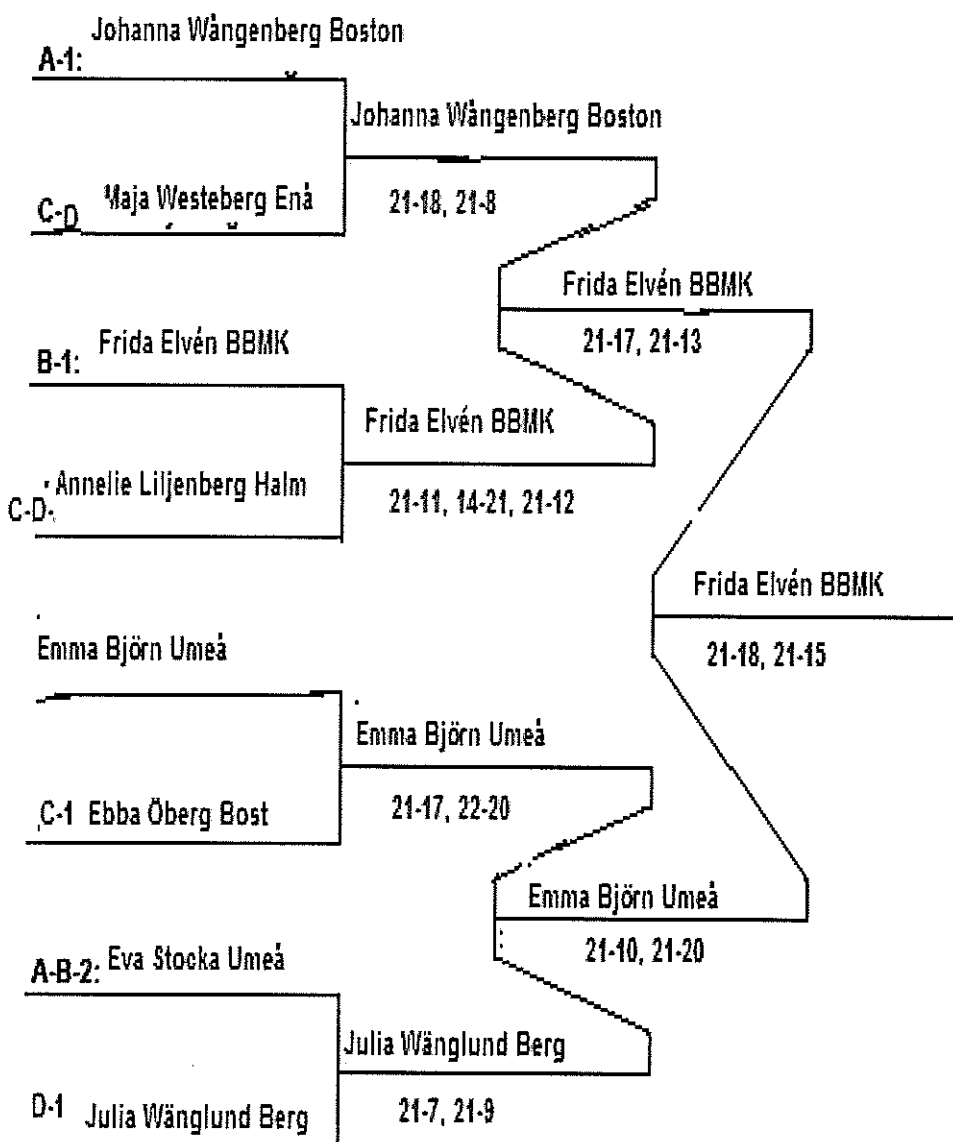 Johanna Wångenberg Boston
A-1:
Johanna Wångenberg Boston
C-D Maja Westeberg Enå
21-18, 21-8
Frida Elvén BBMK
21-17, 21-13
B-1: Frida Elvén BBMK
Frida Elvén BBMK
C-D- Annelie Liljenberg Halm
21-11, 14-21, 21-12
Frida Elvén BBMK
21-18, 21-15
Emma Björn Umeå
Emma Björn Umeå
C-1 Ebba Öberg Bost
21-17, 22-20
Emma Björn Umeå
21-10, 21-20
A-B-2: Eva Stocka Umeå
Julia Wänglund Berg
D-1 Julia Wänglund Berg
21-7, 21-9